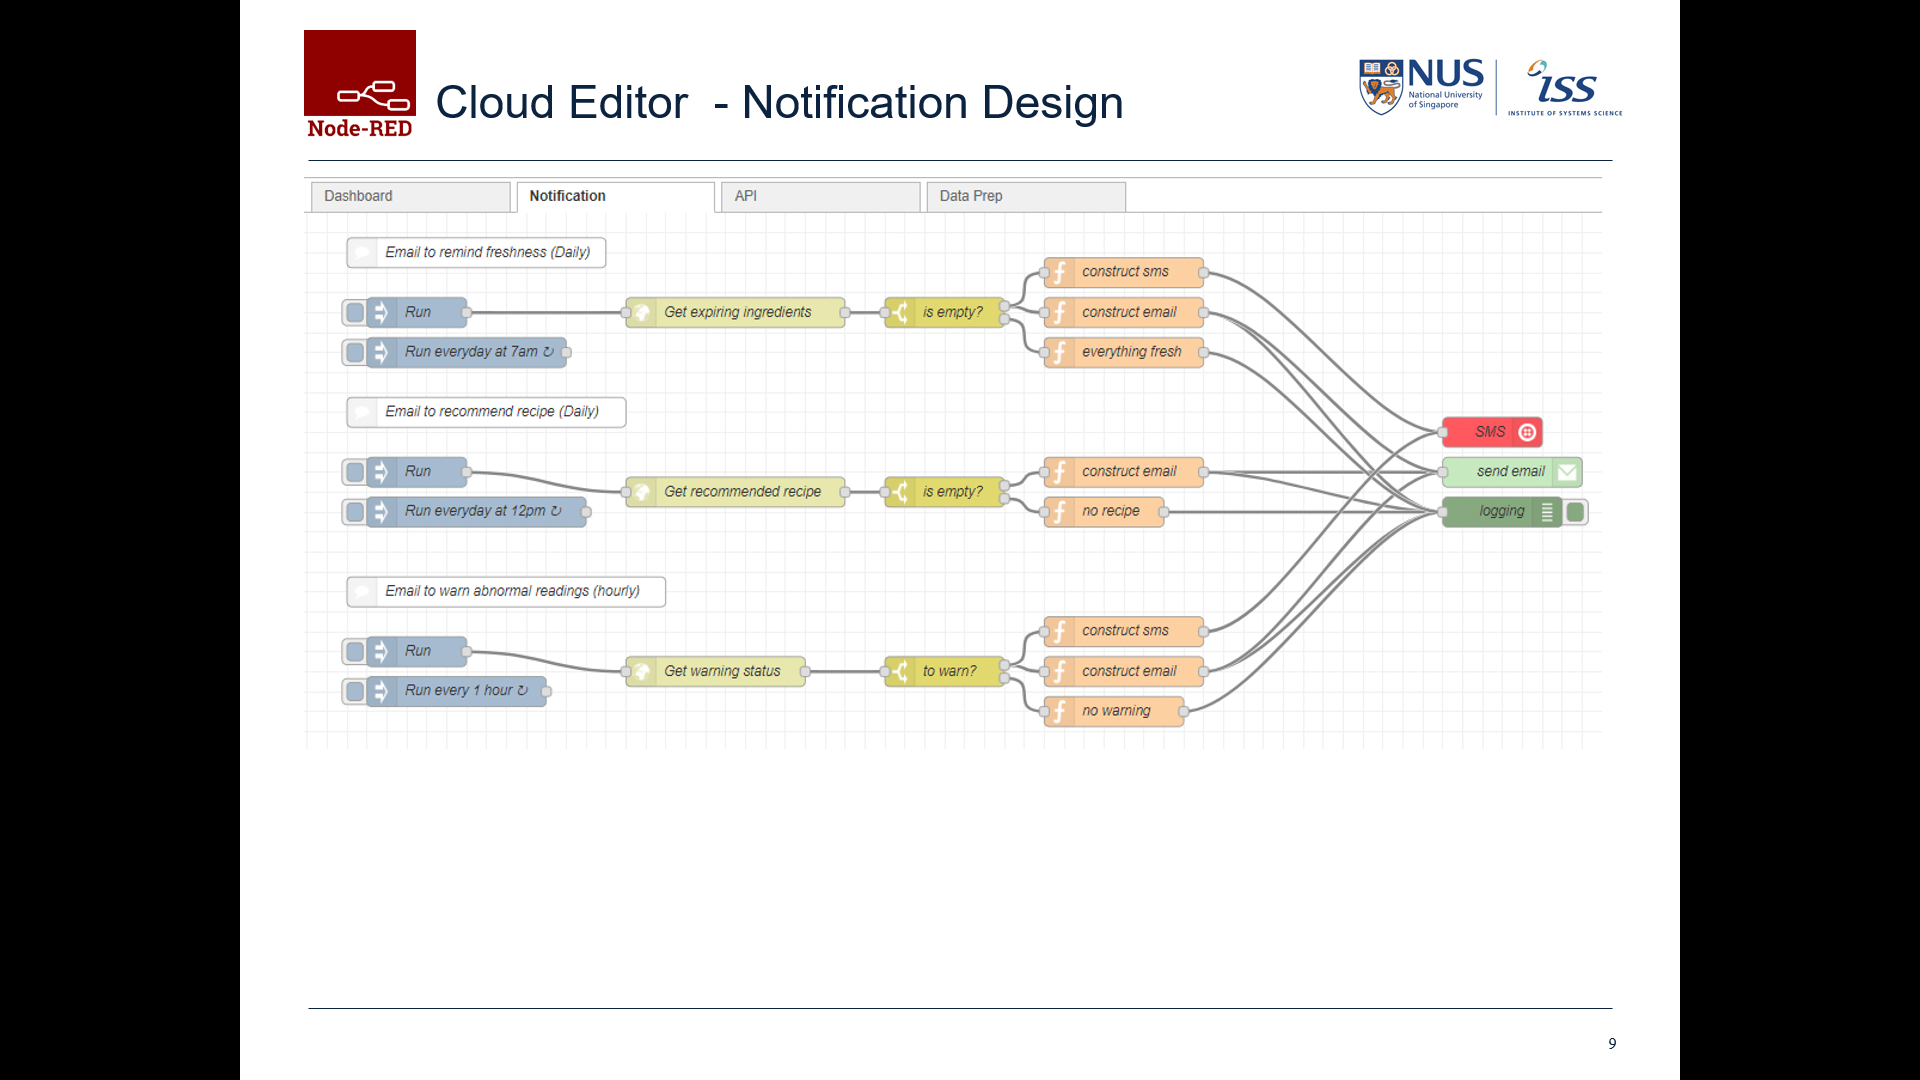 Node-RED
Cloud Editor - Notification Design
NUS
National University
of Singapore
iss
INSTITUTE OF SYSTEMS SCIENCE
Dashboard
Notification
API
Data Prep
Email to remind freshness (Daily)
Run
Run everyday at 7am ↻
Get expiring ingredients
is empty?
construct sms
construct email
everything fresh
Email to recommend recipe (Daily)
Run
Run everyday at 12pm ↻
Get recommended recipe
is empty?
construct email
no recipe
SMS
send email
logging
Email to warn abnormal readings (hourly)
Run
Run every 1 hour ↻
Get warning status
to warn?
construct sms
construct email
no warning
9